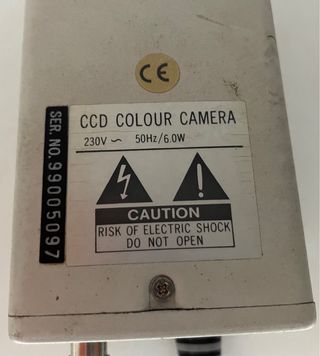 CE
SER. NO. 99005097
CCD COLOUR CAMERA
230V ~ 50Hz/6.0W
CAUTION
RISK OF ELECTRIC SHOCK
DO NOT OPEN